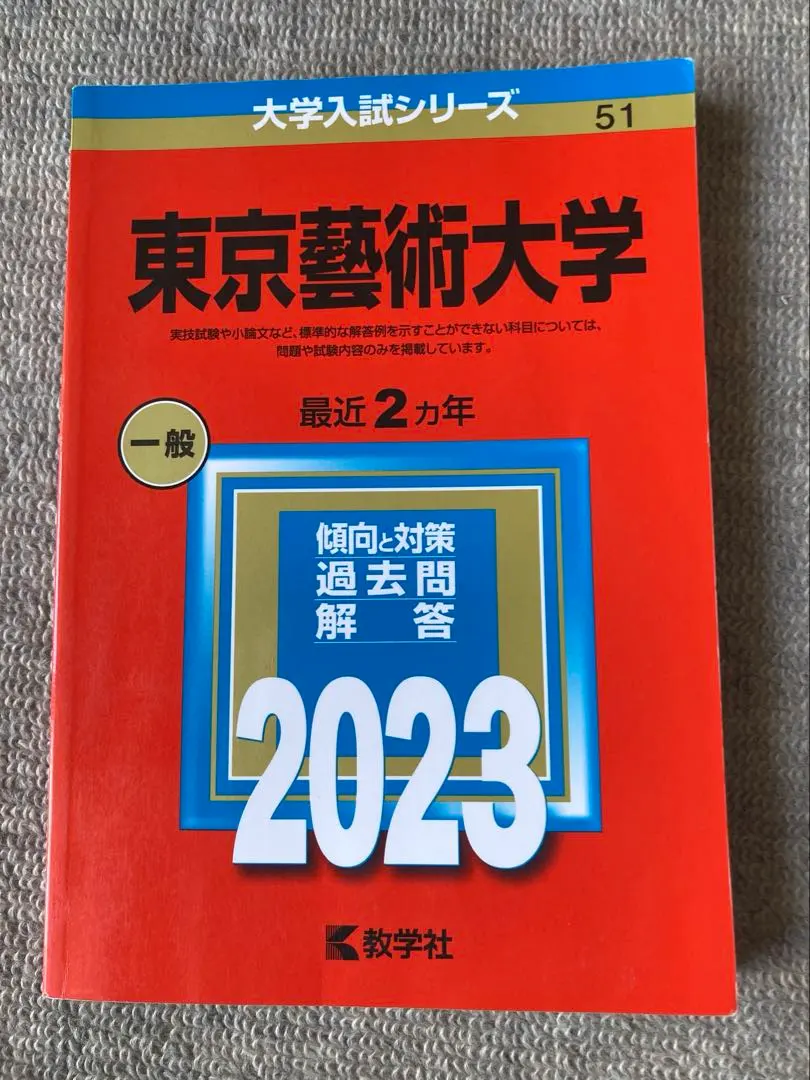 大学入試シリーズ
51
東京藝術大学
実技試験や小論文など、標準的な解答例を示すことができない科目については、
問題や試験内容のみを掲載しています。
最近2カ年
一般
傾向と対策
過去問
解答
2023
教学社